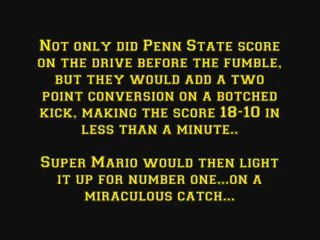 Not only did Penn State score
on the drive before the fumble,
but they would add a two
point conversion on a botched
kick, making the score 18-10 in
less than a minute..
Super Mario would then light
it up for number one...on a
miraculous catch...